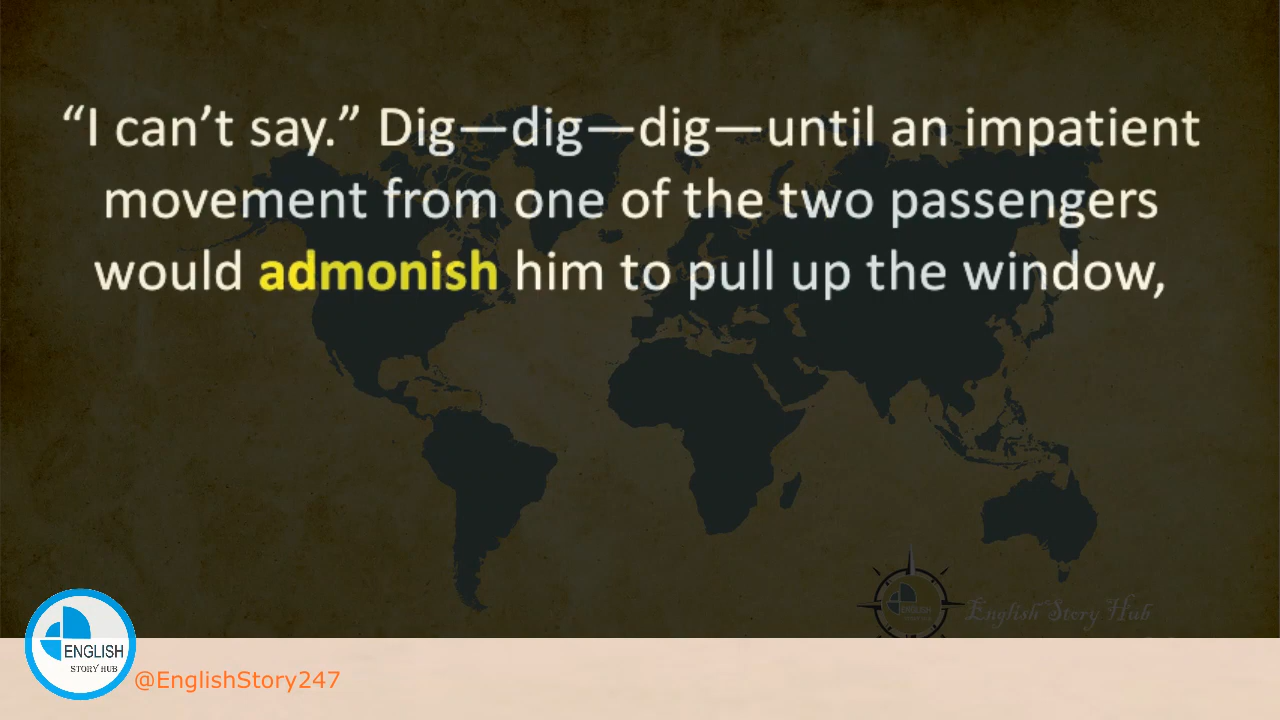 “I can’t say.” Dig—dig—dig—until an impatient
movement from one of the two passengers
would admonish him to pull up the window,
English Story Hub
ENGLISH
STORY HUB
@EnglishStory247